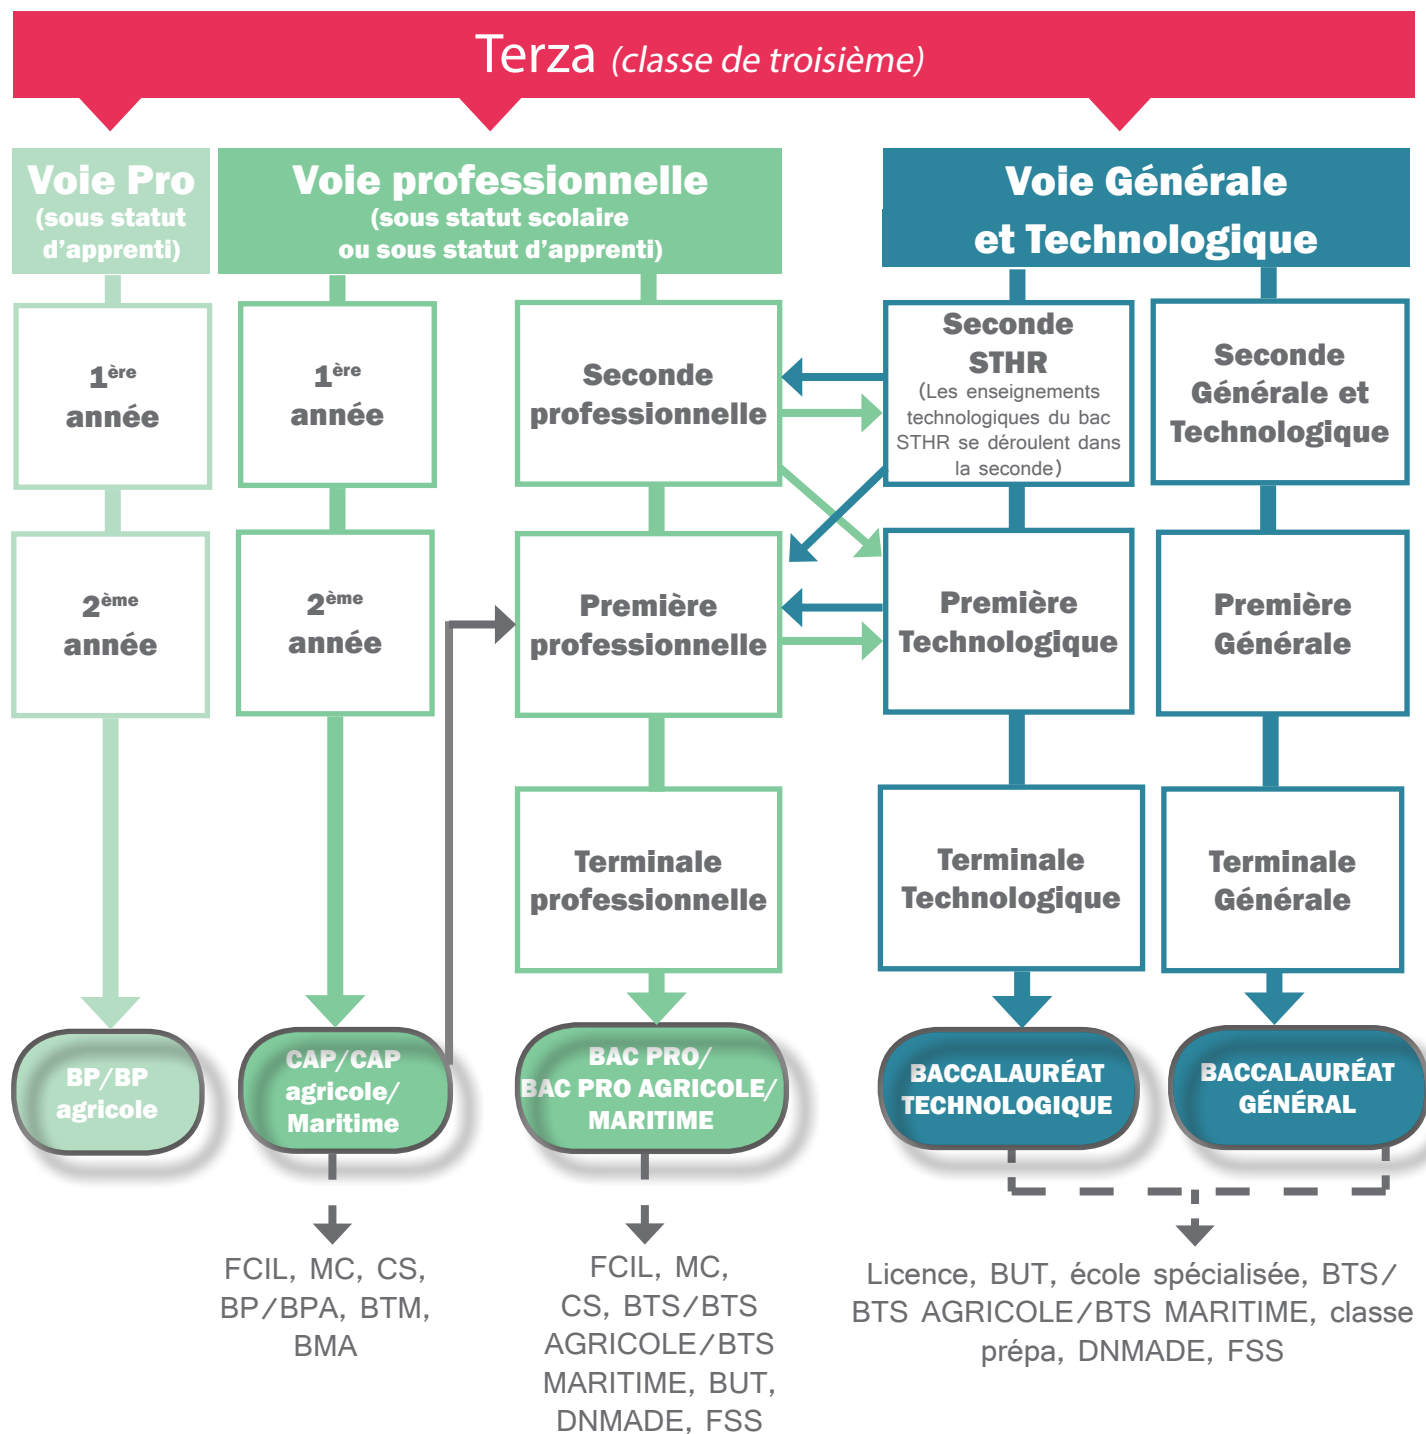 Terza (classe de troisième)
Voie Pro
(sous statut
d'apprenti)
Voie professionnelle
(sous statut scolaire
ou sous statut d'apprenti)
Voie Générale
et Technologique
1ère
année
1ère
année
Seconde
professionnelle
Seconde
STHR
(Les enseignements
technologiques du bac
STHR se déroulent dans
la seconde)
Seconde
Générale et
Technologique
2ème
année
2ème
année
Première
professionnelle
Première
Technologique
Première
Générale
Terminale
professionnelle
Terminale
Technologique
Terminale
Générale
BP/BP
agricole
CAP/CAP
agricole/
Maritime
BAC PRO/
BAC PRO AGRICOLE/
MARITIME
BACCALAURÉAT
TECHNOLOGIQUE
BACCALAURÉAT
GÉNÉRAL
FCIL, MC, CS,
BP/BPA, BTM,
BMA
FCIL, MC,
CS, BTS/BTS
AGRICOLE/BTS
MARITIME, BUT,
DNMADE, FSS
Licence, BUT, école spécialisée, BTS/
BTS AGRICOLE/BTS MARITIME, classe
prépa, DNMADE, FSS